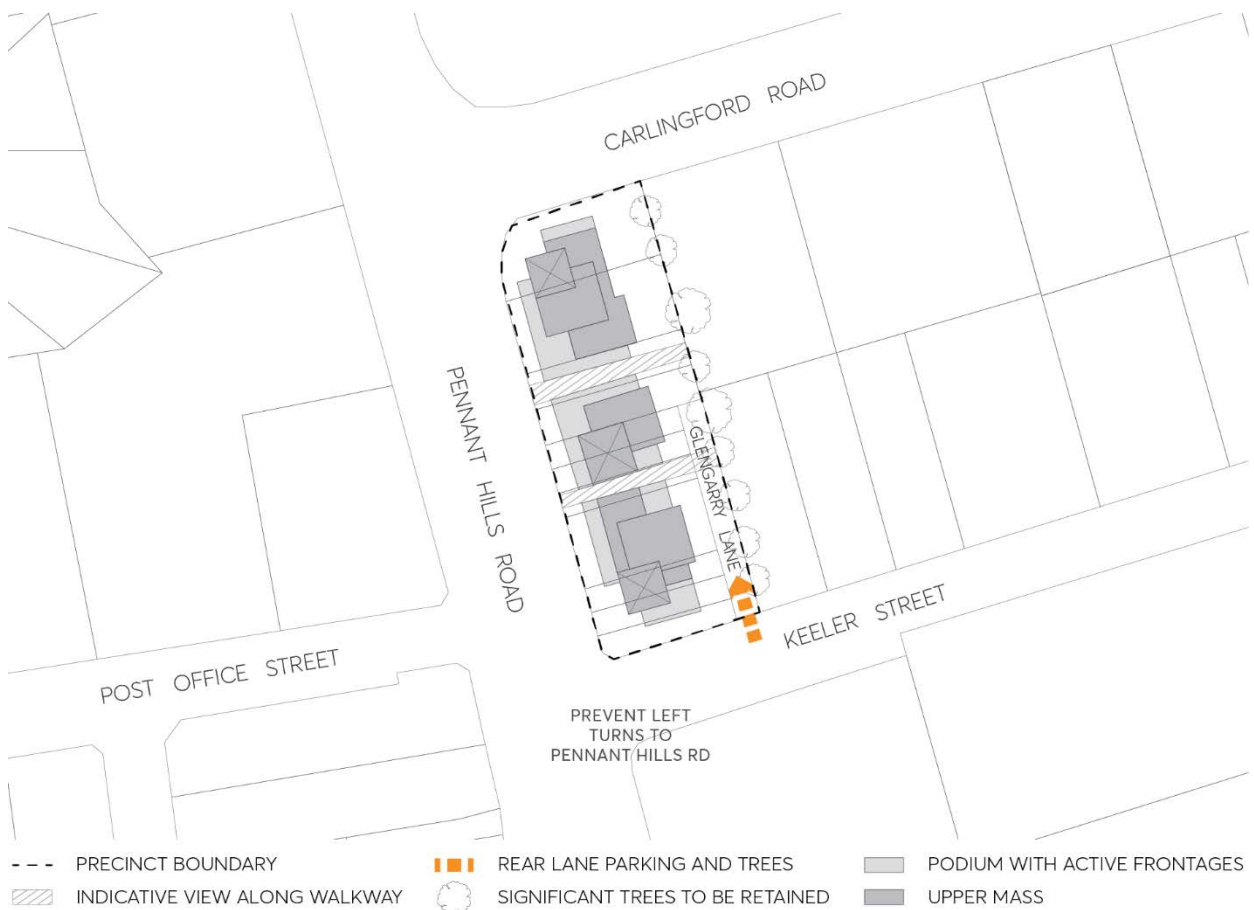 CARLINGFORD ROAD
PENNANT HILLS ROAD
GLENGARRY LANE
KEELER STREET
POST OFFICE STREET
PREVENT LEFT
TURNS TO
PENNANT HILLS RD
PRECINCT BOUNDARY
REAR LANE PARKING AND TREES
PODIUM WITH ACTIVE FRONTAGES
INDICATIVE VIEW ALONG WALKWAY
SIGNIFICANT TREES TO BE RETAINED
UPPER MASS